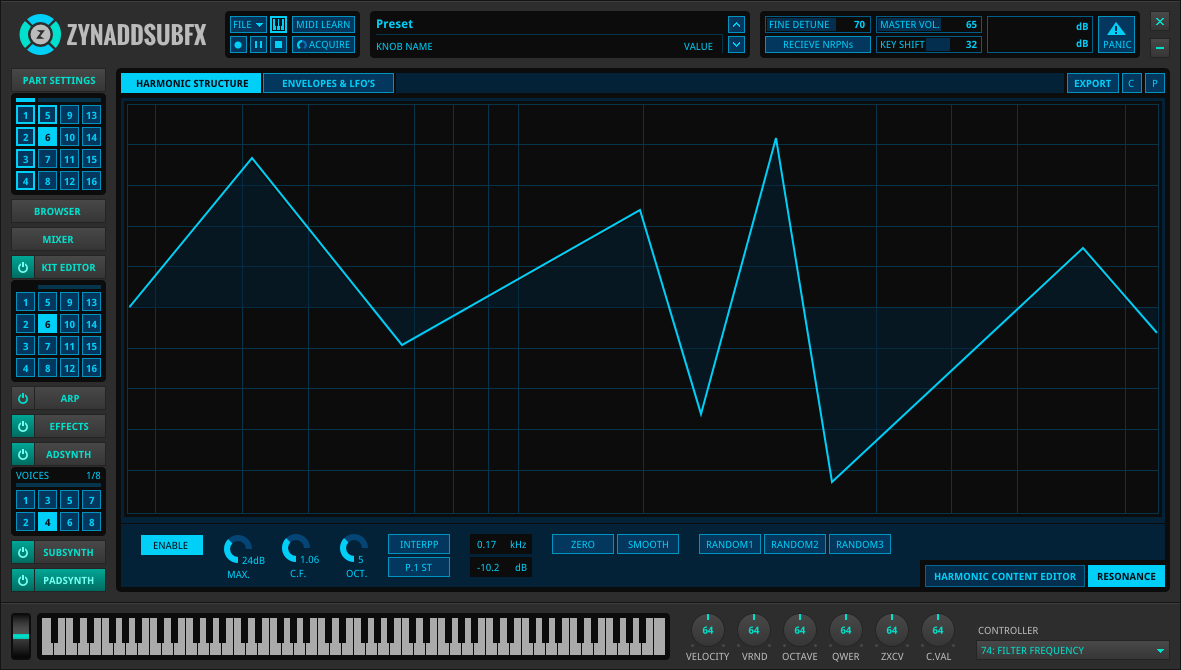 ZYNADDSUBFX
FILE
MIDI LEARN
ACQUIRE
Preset
KNOB NAME
VALUE
FINE DETUNE 70
MASTER VOL. 65
RECIEVE NRPNs
KEY SHIFT 32
dB
dB
PANIC
PART SETTINGS
1 5 9 13
2 6 10 14
3 7 11 15
4 8 12 16
BROWSER
MIXER
KIT EDITOR
1 5 9 13
2 6 10 14
3 7 11 15
4 8 12 16
ARP
EFFECTS
ADSYNTH
VOICES 1/8
1 3 5 7
2 4 6 8
SUBSYNTH
PADSYNTH
HARMONIC STRUCTURE
ENVELOPES & LFO'S
EXPORT
C
P
ENABLE
24dB
MAX.
1.06
C.F.
5
OCT.
INTERPP
P.1 ST
0.17 kHz
-10.2 dB
ZERO
SMOOTH
RANDOM1
RANDOM2
RANDOM3
HARMONIC CONTENT EDITOR
RESONANCE
64 64 64 64 64 64
VELOCITY VRND OCTAVE QWER ZXCV C.VAL
CONTROLLER
74: FILTER FREQUENCY